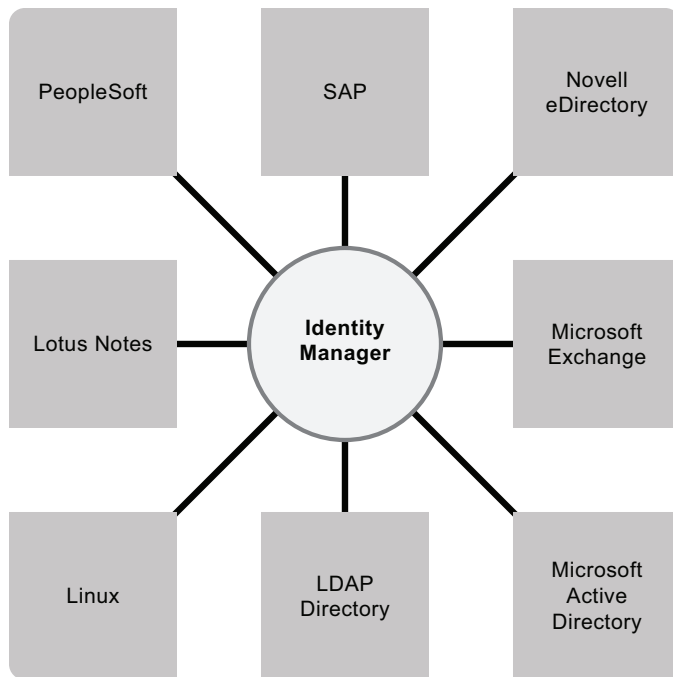 PeopleSoft
SAP
Novell
eDirectory
Lotus Notes
Identity
Manager
Microsoft
Exchange
Linux
LDAP
Directory
Microsoft
Active
Directory